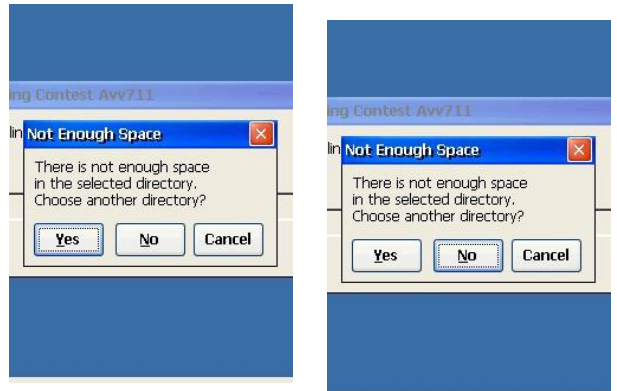 ing Contest Avv711
lin
Not Enough Space
There is not enough space
in the selected directory.
Choose another directory?
Yes No Cancel
ing Contest Avv711
lin
Not Enough Space
There is not enough space
in the selected directory.
Choose another directory?
Yes No Cancel